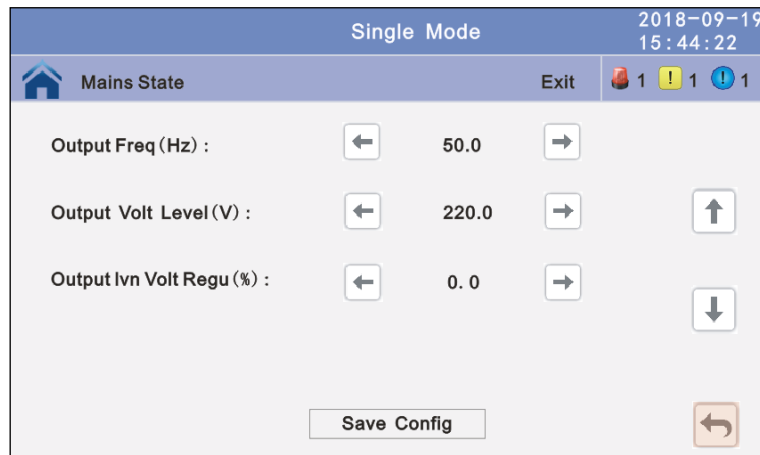 Single Mode
2018-09-19
15:44:22
Mains State
Exit
1
! 1
! 1
Output Freq(Hz) :
50.0
Output Volt Level(V) :
220.0
Output Ivn Volt Regu(%) :
0. 0
Save Config